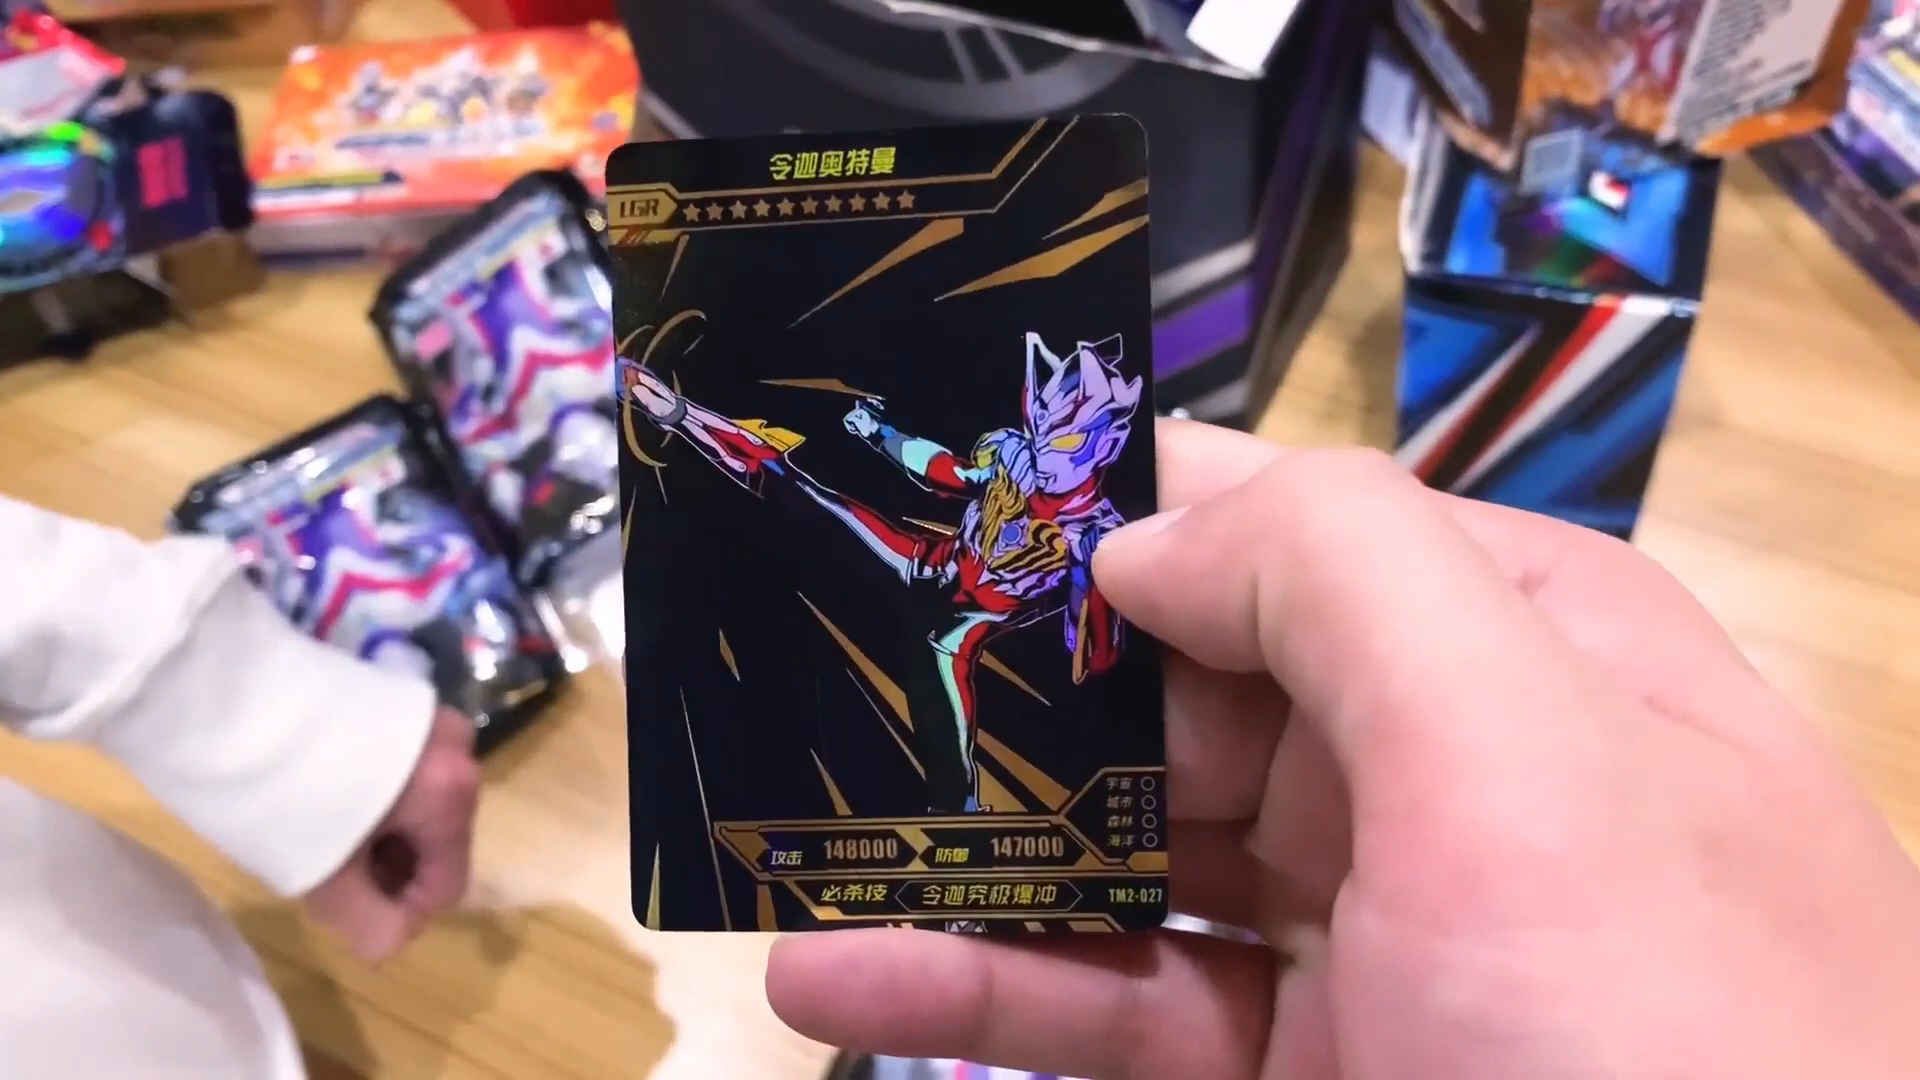 令迦奥特曼
LGR
宇宙
城市
森林
海洋
攻击 148000 防御 147000
必杀技 令迦究极爆冲 TM2-027